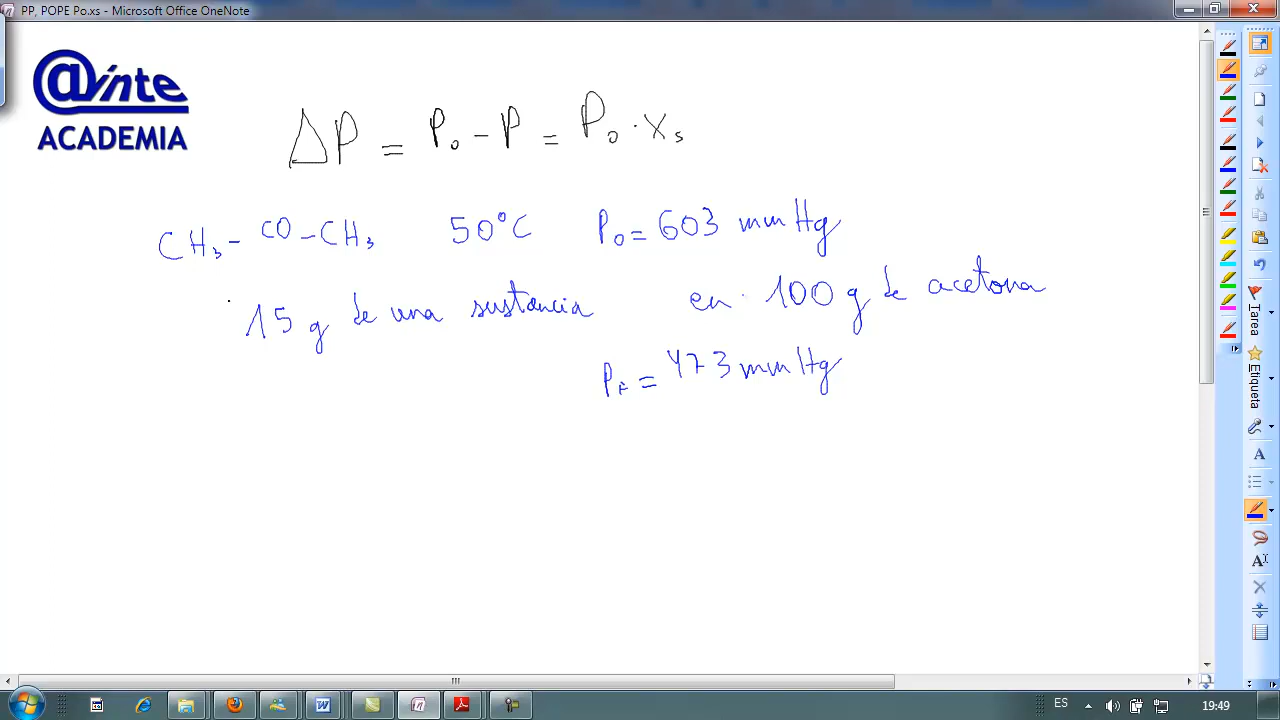 PP, POPE Po.xs - Microsoft Office OneNote
@inte
ACADEMIA
ΔP = P₀ - P = P₀ · Xₛ
CH₃ - CO - CH₃ 50°C P₀ = 603 mmHg
15 g de una sustancia en 100 g de acetona
P_F = 473 mmHg
Tarea
Etiqueta
ES
19:49